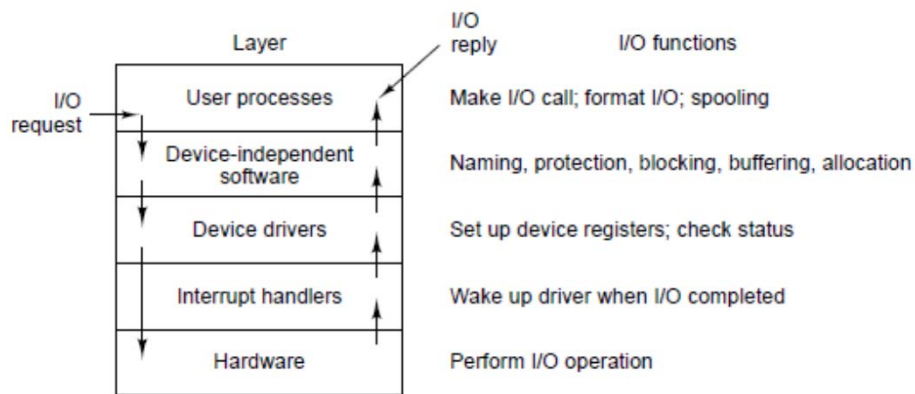 I/O
reply
Layer
I/O functions
I/O
request
User processes
Make I/O call; format I/O; spooling
Device-independent
software
Naming, protection, blocking, buffering, allocation
Device drivers
Set up device registers; check status
Interrupt handlers
Wake up driver when I/O completed
Hardware
Perform I/O operation